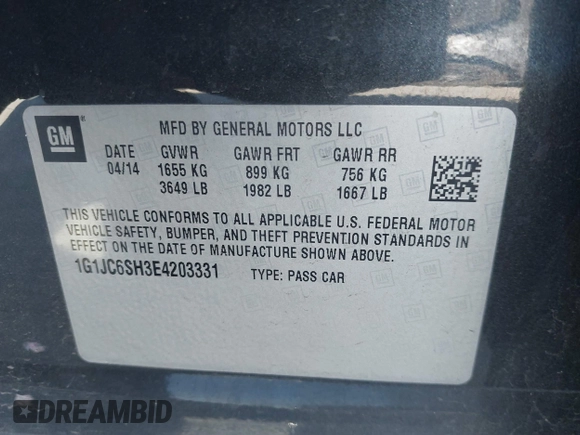 GM
MFD BY GENERAL MOTORS LLC
DATE GVWR GAWR FRT GAWR RR
04/14 1655 KG 899 KG 756 KG
3649 LB 1982 LB 1667 LB
THIS VEHICLE CONFORMS TO ALL APPLICABLE U.S. FEDERAL MOTOR
VEHICLE SAFETY, BUMPER, AND THEFT PREVENTION STANDARDS IN
EFFECT ON THE DATE OF MANUFACTURE SHOWN ABOVE.
1G1JC6SH3E4203331 TYPE: PASS CAR
DREAMBID